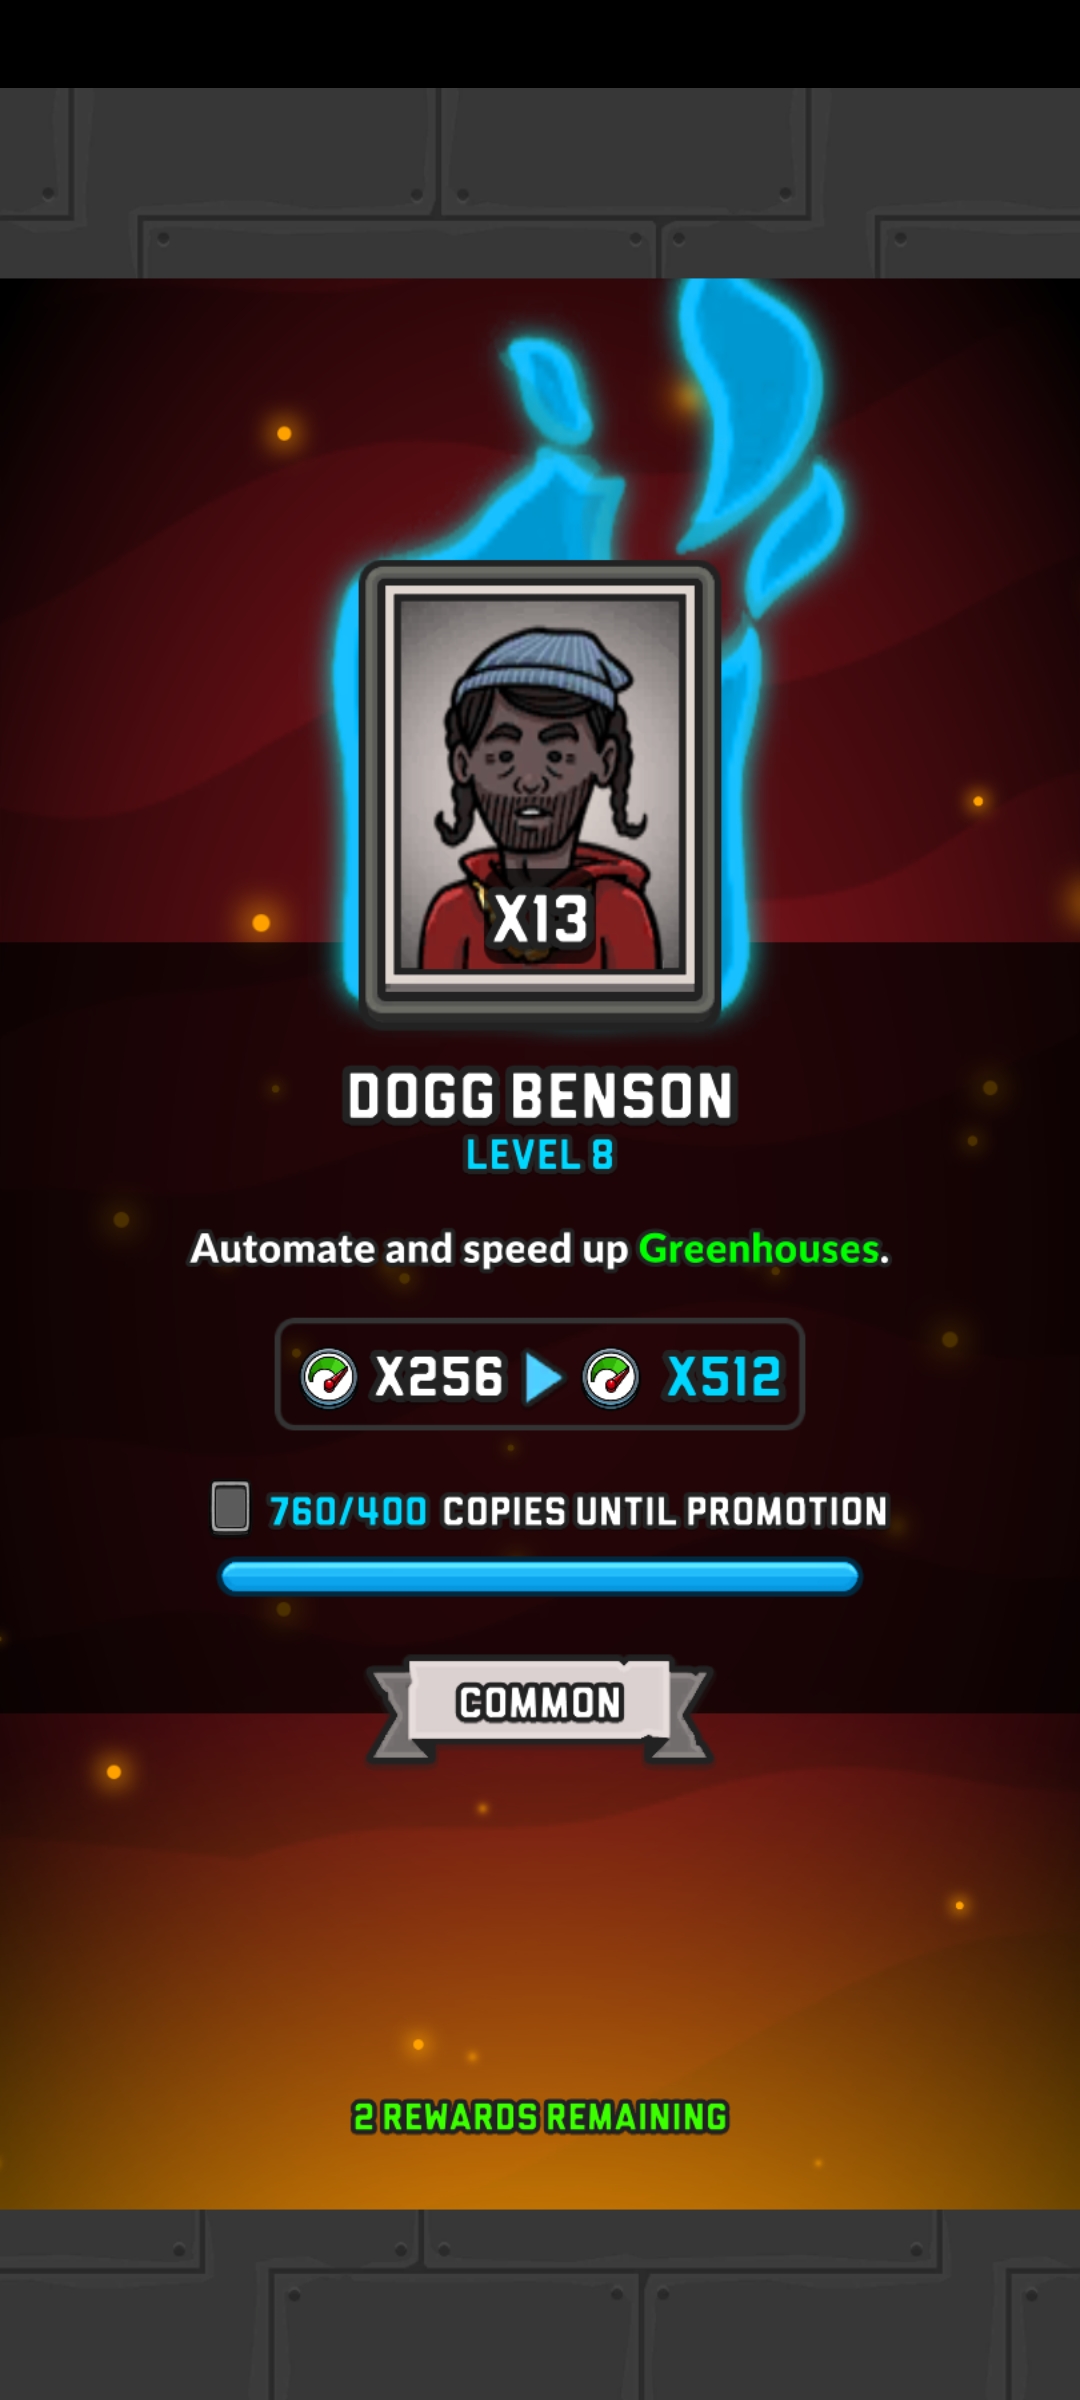 X13
DOGG BENSON
LEVEL 8
Automate and speed up Greenhouses.
X256 X512
760/400 COPIES UNTIL PROMOTION
COMMON
2 REWARDS REMAINING